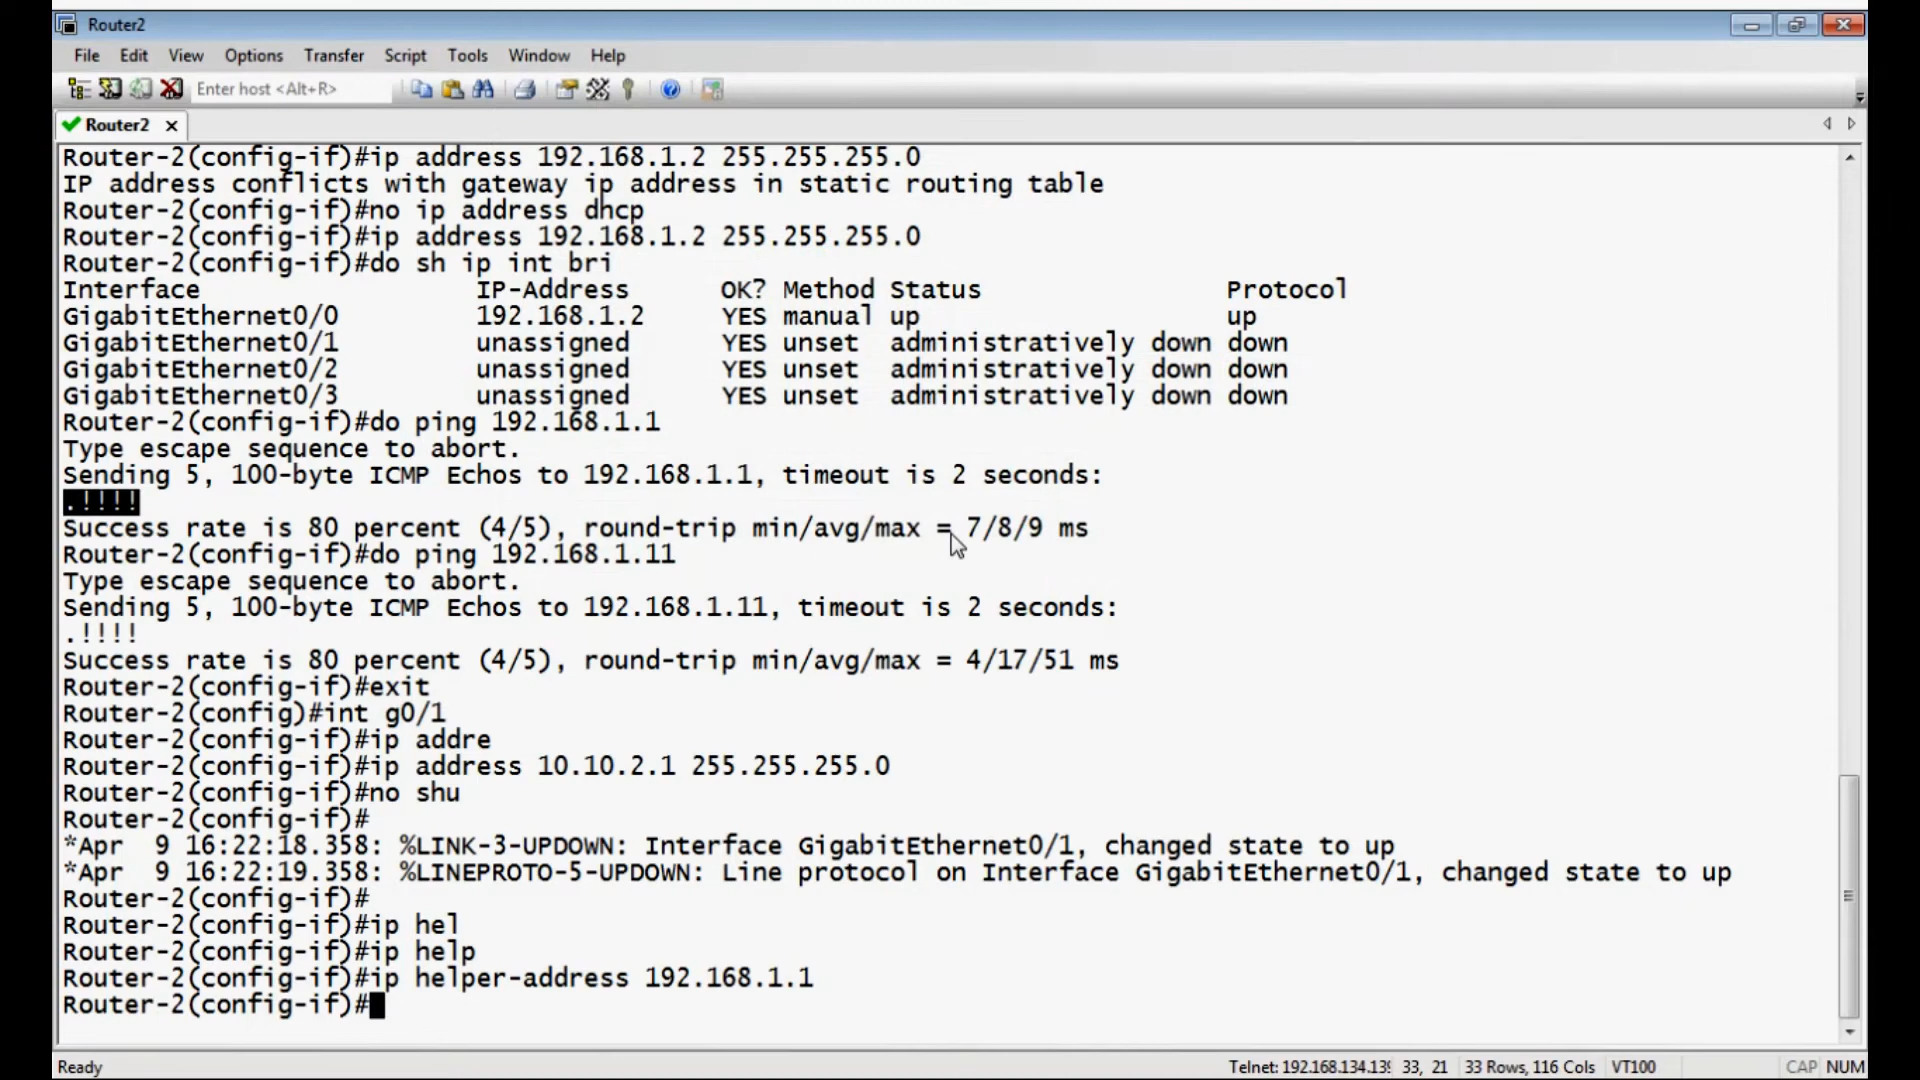 Router2
File Edit View Options Transfer Script Tools Window Help
Enter host <Alt+R>
Router2
Router-2(config-if)#ip address 192.168.1.2 255.255.255.0
IP address conflicts with gateway ip address in static routing table
Router-2(config-if)#no ip address dhcp
Router-2(config-if)#ip address 192.168.1.2 255.255.255.0
Router-2(config-if)#do sh ip int bri
Interface IP-Address OK? Method Status Protocol
GigabitEthernet0/0 192.168.1.2 YES manual up up
GigabitEthernet0/1 unassigned YES unset administratively down down
GigabitEthernet0/2 unassigned YES unset administratively down down
GigabitEthernet0/3 unassigned YES unset administratively down down
Router-2(config-if)#do ping 192.168.1.1
Type escape sequence to abort.
Sending 5, 100-byte ICMP Echos to 192.168.1.1, timeout is 2 seconds:
.!!!!
Success rate is 80 percent (4/5), round-trip min/avg/max = 7/8/9 ms
Router-2(config-if)#do ping 192.168.1.11
Type escape sequence to abort.
Sending 5, 100-byte ICMP Echos to 192.168.1.11, timeout is 2 seconds:
.!!!!
Success rate is 80 percent (4/5), round-trip min/avg/max = 4/17/51 ms
Router-2(config-if)#exit
Router-2(config)#int g0/1
Router-2(config-if)#ip addre
Router-2(config-if)#ip address 10.10.2.1 255.255.255.0
Router-2(config-if)#no shu
Router-2(config-if)#
*Apr  9 16:22:18.358: %LINK-3-UPDOWN: Interface GigabitEthernet0/1, changed state to up
*Apr  9 16:22:19.358: %LINEPROTO-5-UPDOWN: Line protocol on Interface GigabitEthernet0/1, changed state to up
Router-2(config-if)#
Router-2(config-if)#ip hel
Router-2(config-if)#ip help
Router-2(config-if)#ip helper-address 192.168.1.1
Router-2(config-if)#
Ready Telnet: 192.168.134.139 33, 21 33 Rows, 116 Cols VT100 CAP NUM